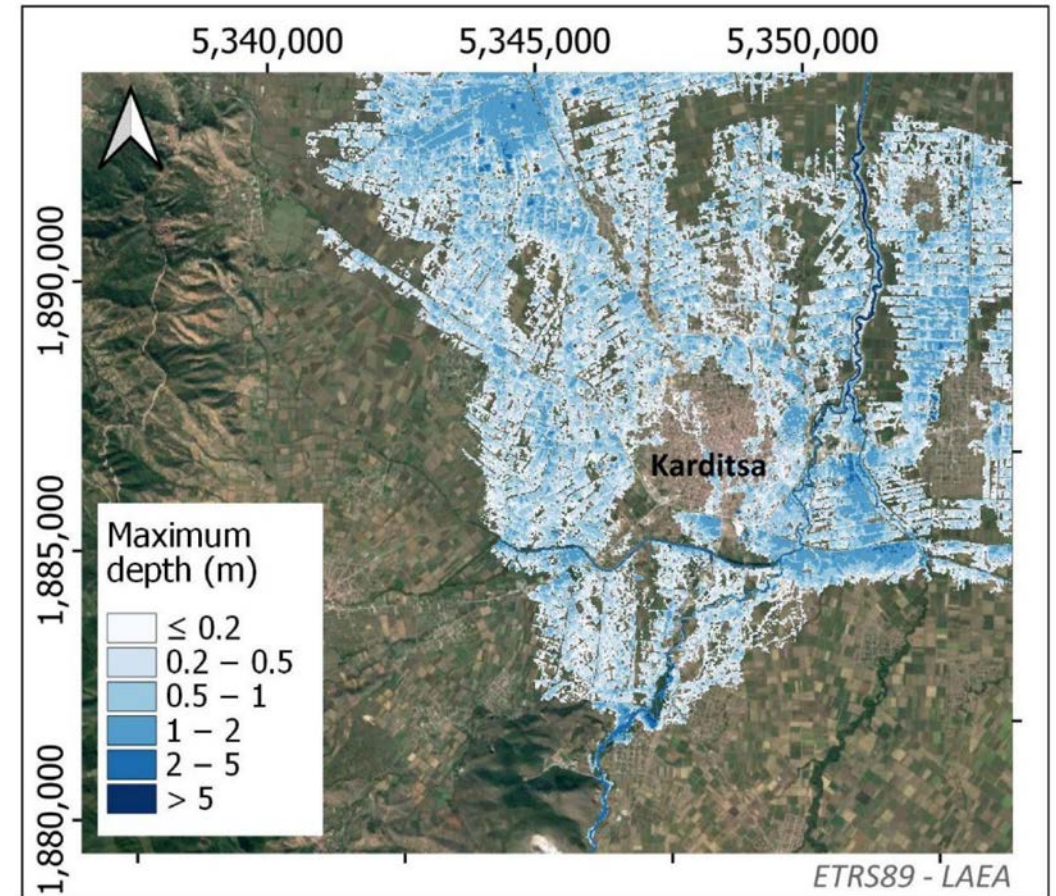 5,340,000 5,345,000 5,350,000
1,890,000
1,885,000
1,880,000
Karditsa
Maximum
depth (m)
≤ 0.2
0.2 – 0.5
0.5 – 1
1 – 2
2 – 5
> 5
ETRS89 - LAEA